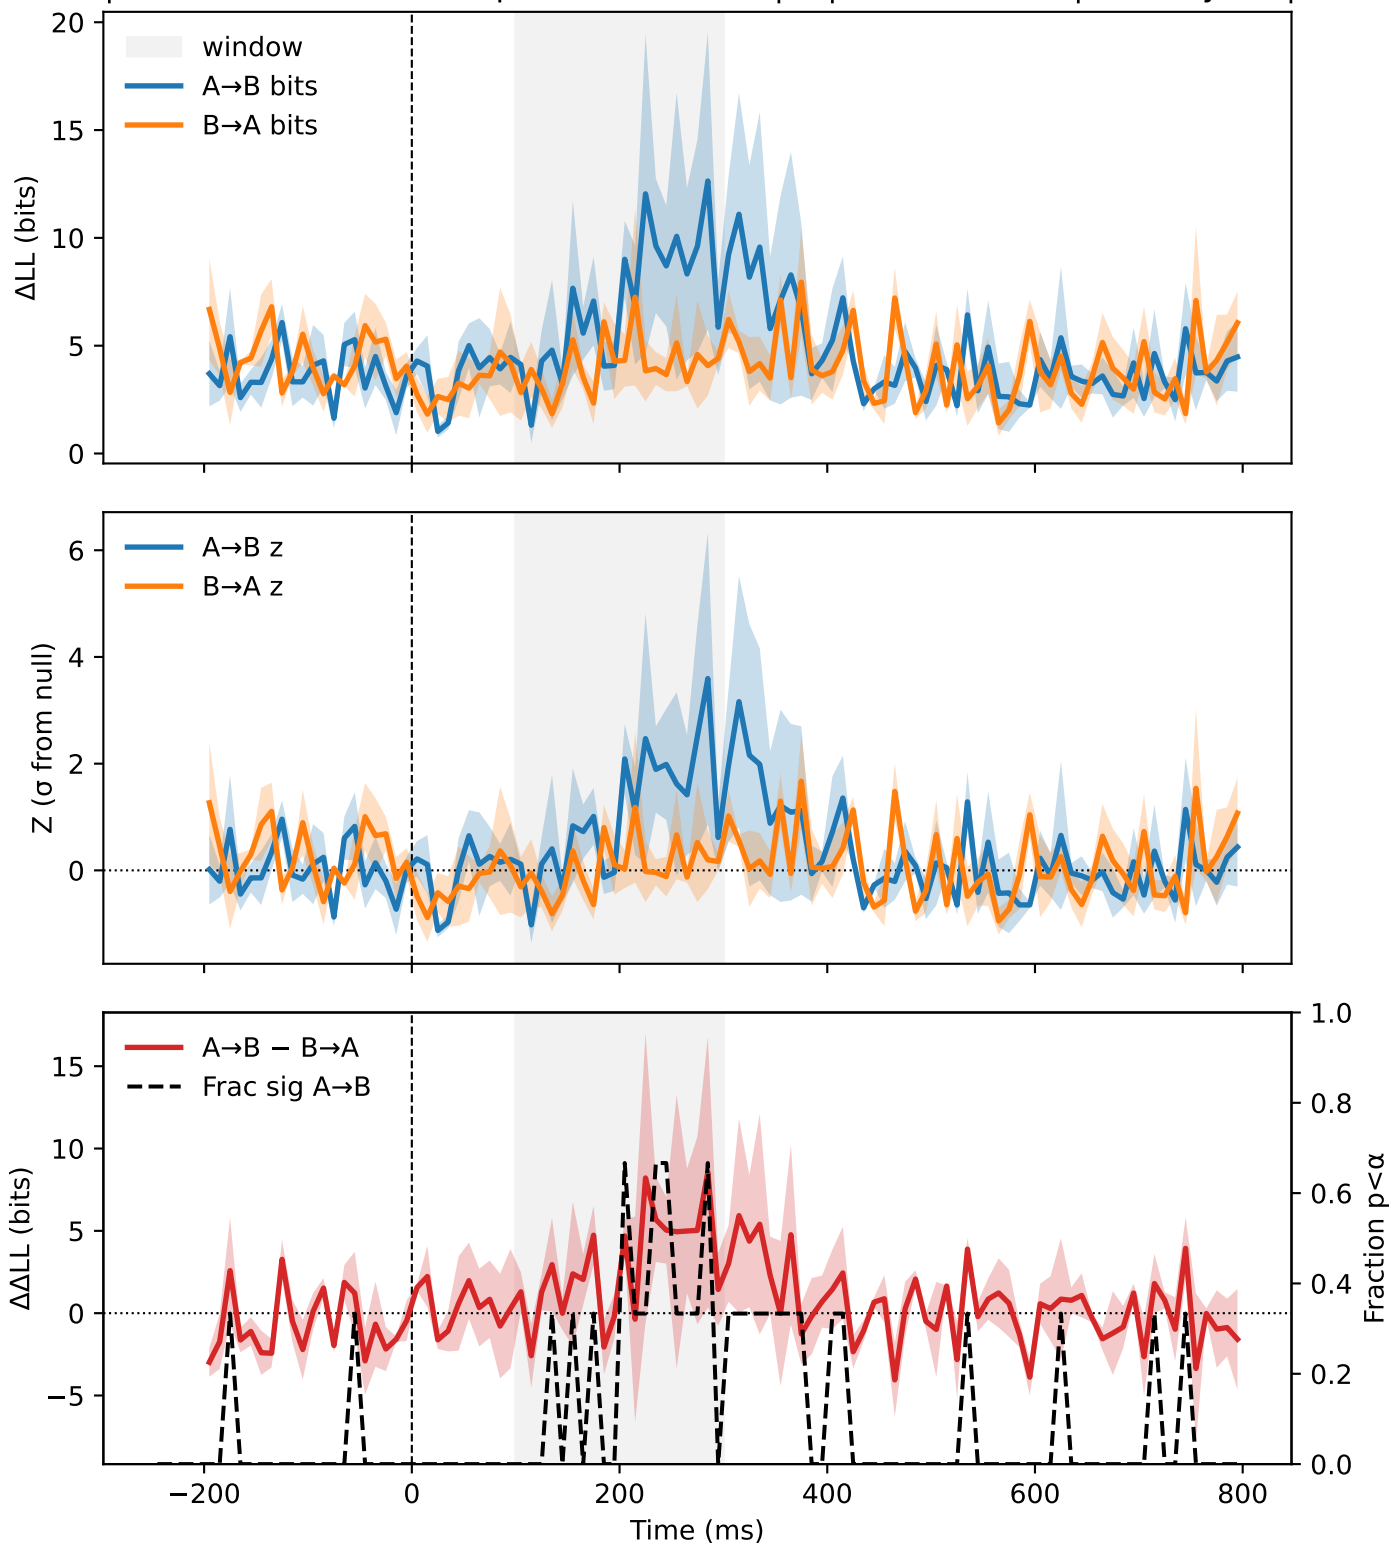 20
15
10
5
0
ΔLL (bits)
window
A→B bits
B→A bits
6
4
2
0
Z (σ from null)
A→B z
B→A z
15
10
5
0
−5
ΔΔLL (bits)
A→B − B→A
Frac sig A→B
1.0
0.8
0.6
0.4
0.2
0.0
Fraction p<α
−200
0
200
400
600
800
Time (ms)